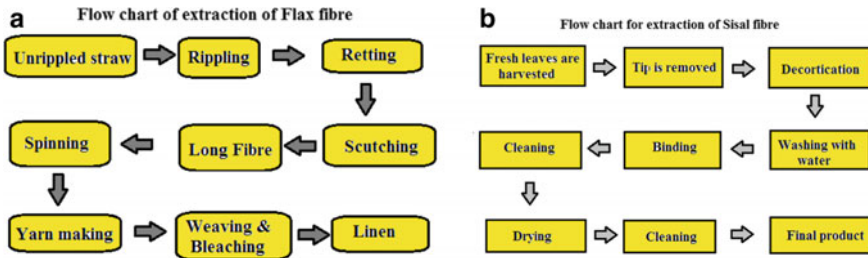 a
Flow chart of extraction of Flax fibre
Unrippled straw
Rippling
Retting
Scutching
Long Fibre
Spinning
Yarn making
Weaving &
Bleaching
Linen
b
Flow chart for extraction of Sisal fibre
Fresh leaves are
harvested
Tip is removed
Decortication
Washing with
water
Binding
Cleaning
Drying
Cleaning
Final product